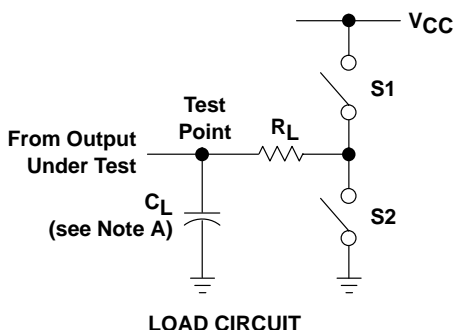 VCC
S1
Test
Point
RL
From Output
Under Test
CL
(see Note A)
S2
LOAD CIRCUIT